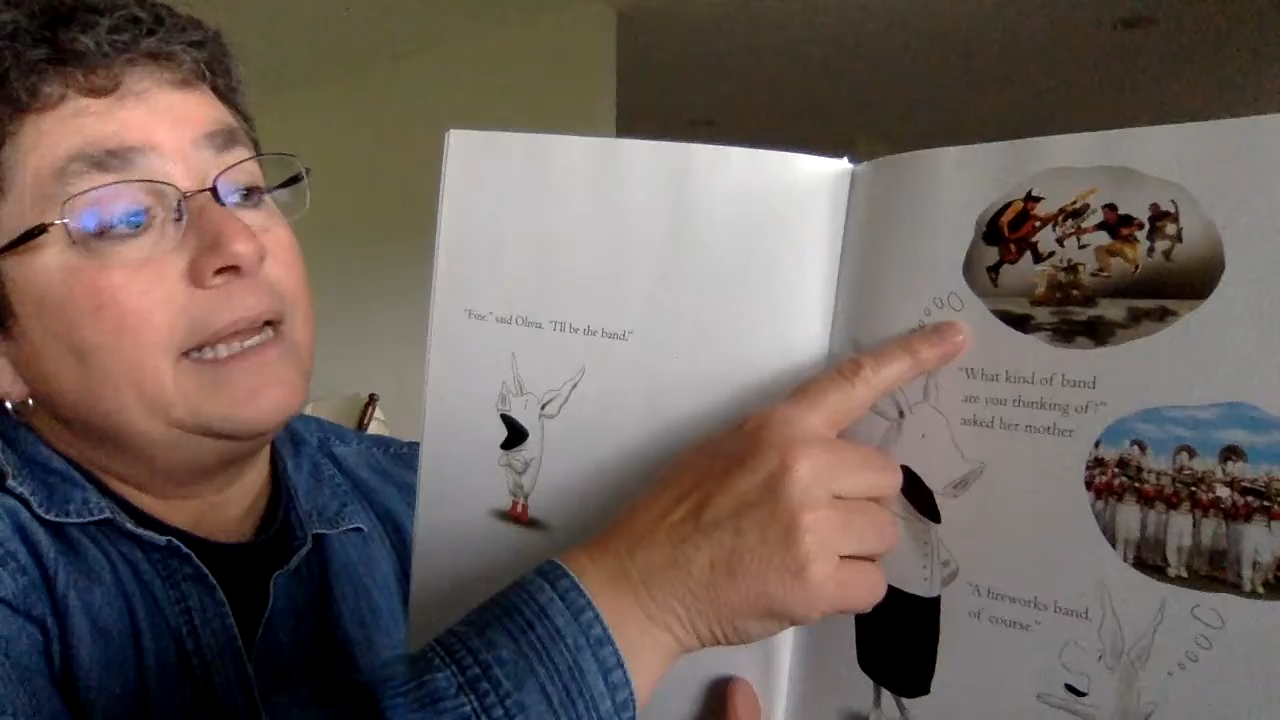 "Fine," said Olivia. "I'll be the band."
"What kind of band
are you thinking of?"
asked her mother
"A fireworks band,
of course."